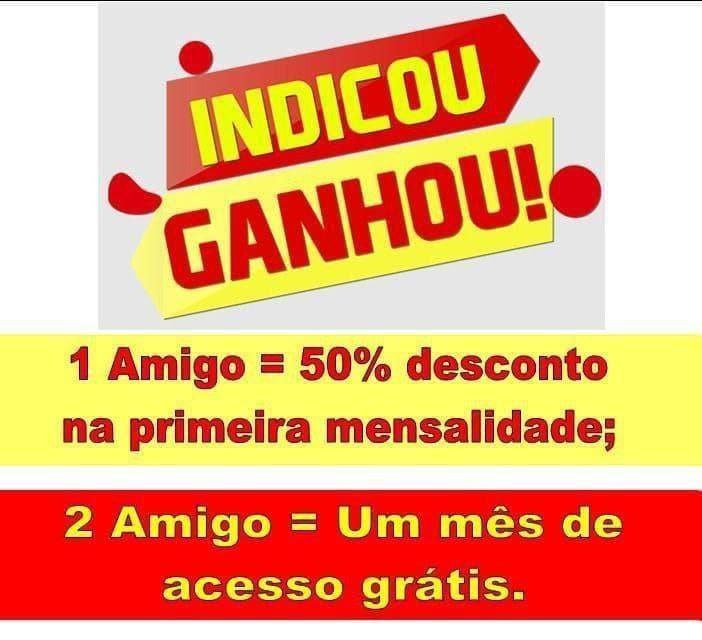 INDICOU
GANHOU!
1 Amigo = 50% desconto
na primeira mensalidade;
2 Amigo = Um mês de
acesso grátis.